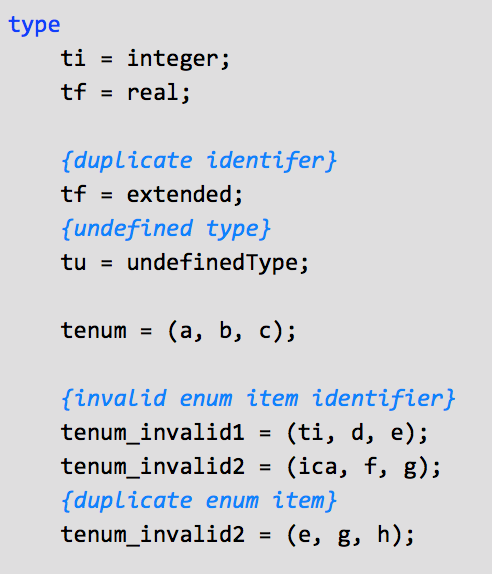 type
ti = integer;
tf = real;
{duplicate identifer}
tf = extended;
{undefined type}
tu = undefinedType;
tenum = (a, b, c);
{invalid enum item identifier}
tenum_invalid1 = (ti, d, e);
tenum_invalid2 = (ica, f, g);
{duplicate enum item}
tenum_invalid2 = (e, g, h);